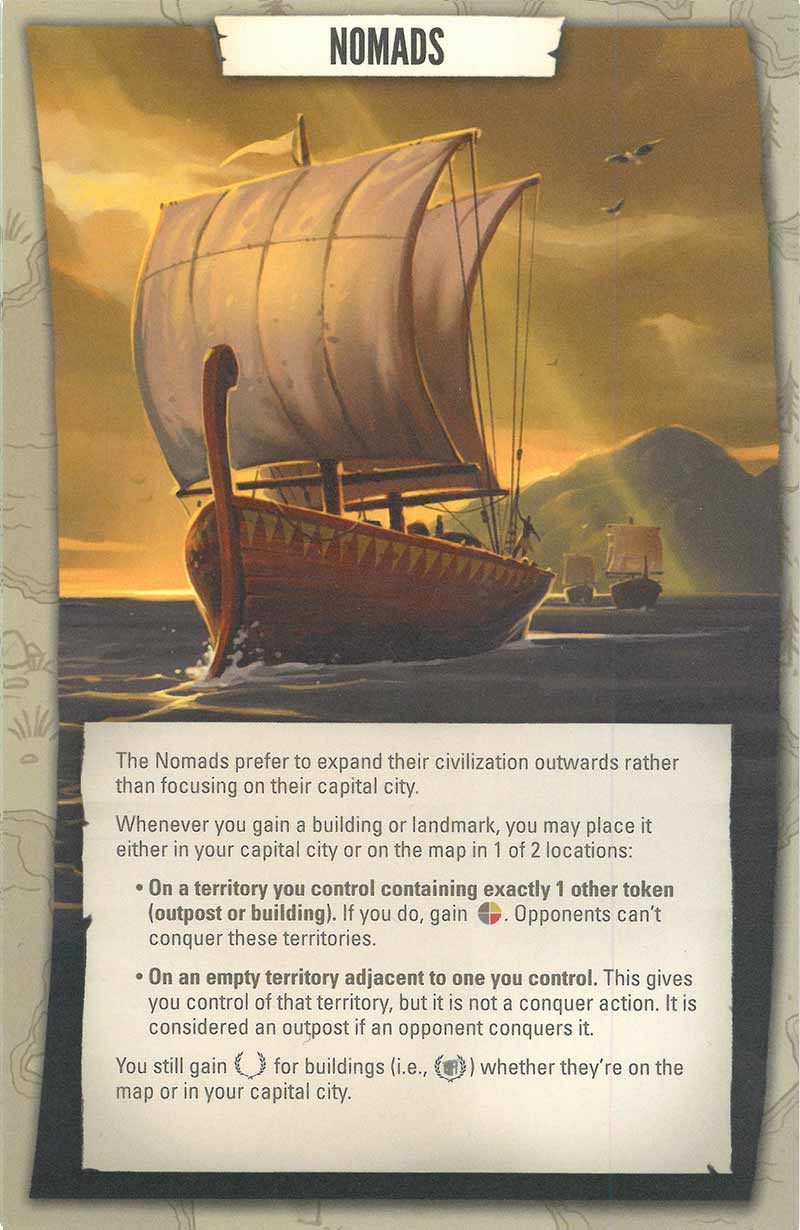 NOMADS
The Nomads prefer to expand their civilization outwards rather
than focusing on their capital city.
Whenever you gain a building or landmark, you may place it
either in your capital city or on the map in 1 of 2 locations:
• On a territory you control containing exactly 1 other token
(outpost or building). If you do, gain . Opponents can't
conquer these territories.
• On an empty territory adjacent to one you control. This gives
you control of that territory, but it is not a conquer action. It is
considered an outpost if an opponent conquers it.
You still gain for buildings (i.e., ) whether they're on the
map or in your capital city.